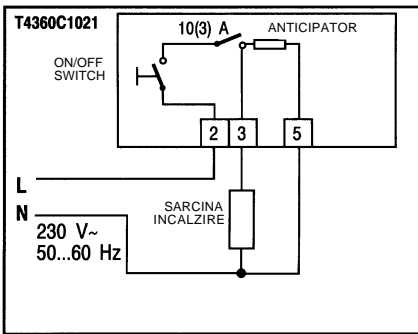 T4360C1021
10(3) A
ANTICIPATOR
ON/OFF
SWITCH
2 3 5
L
N
SARCINA
INCALZIRE
230 V~
50...60 Hz